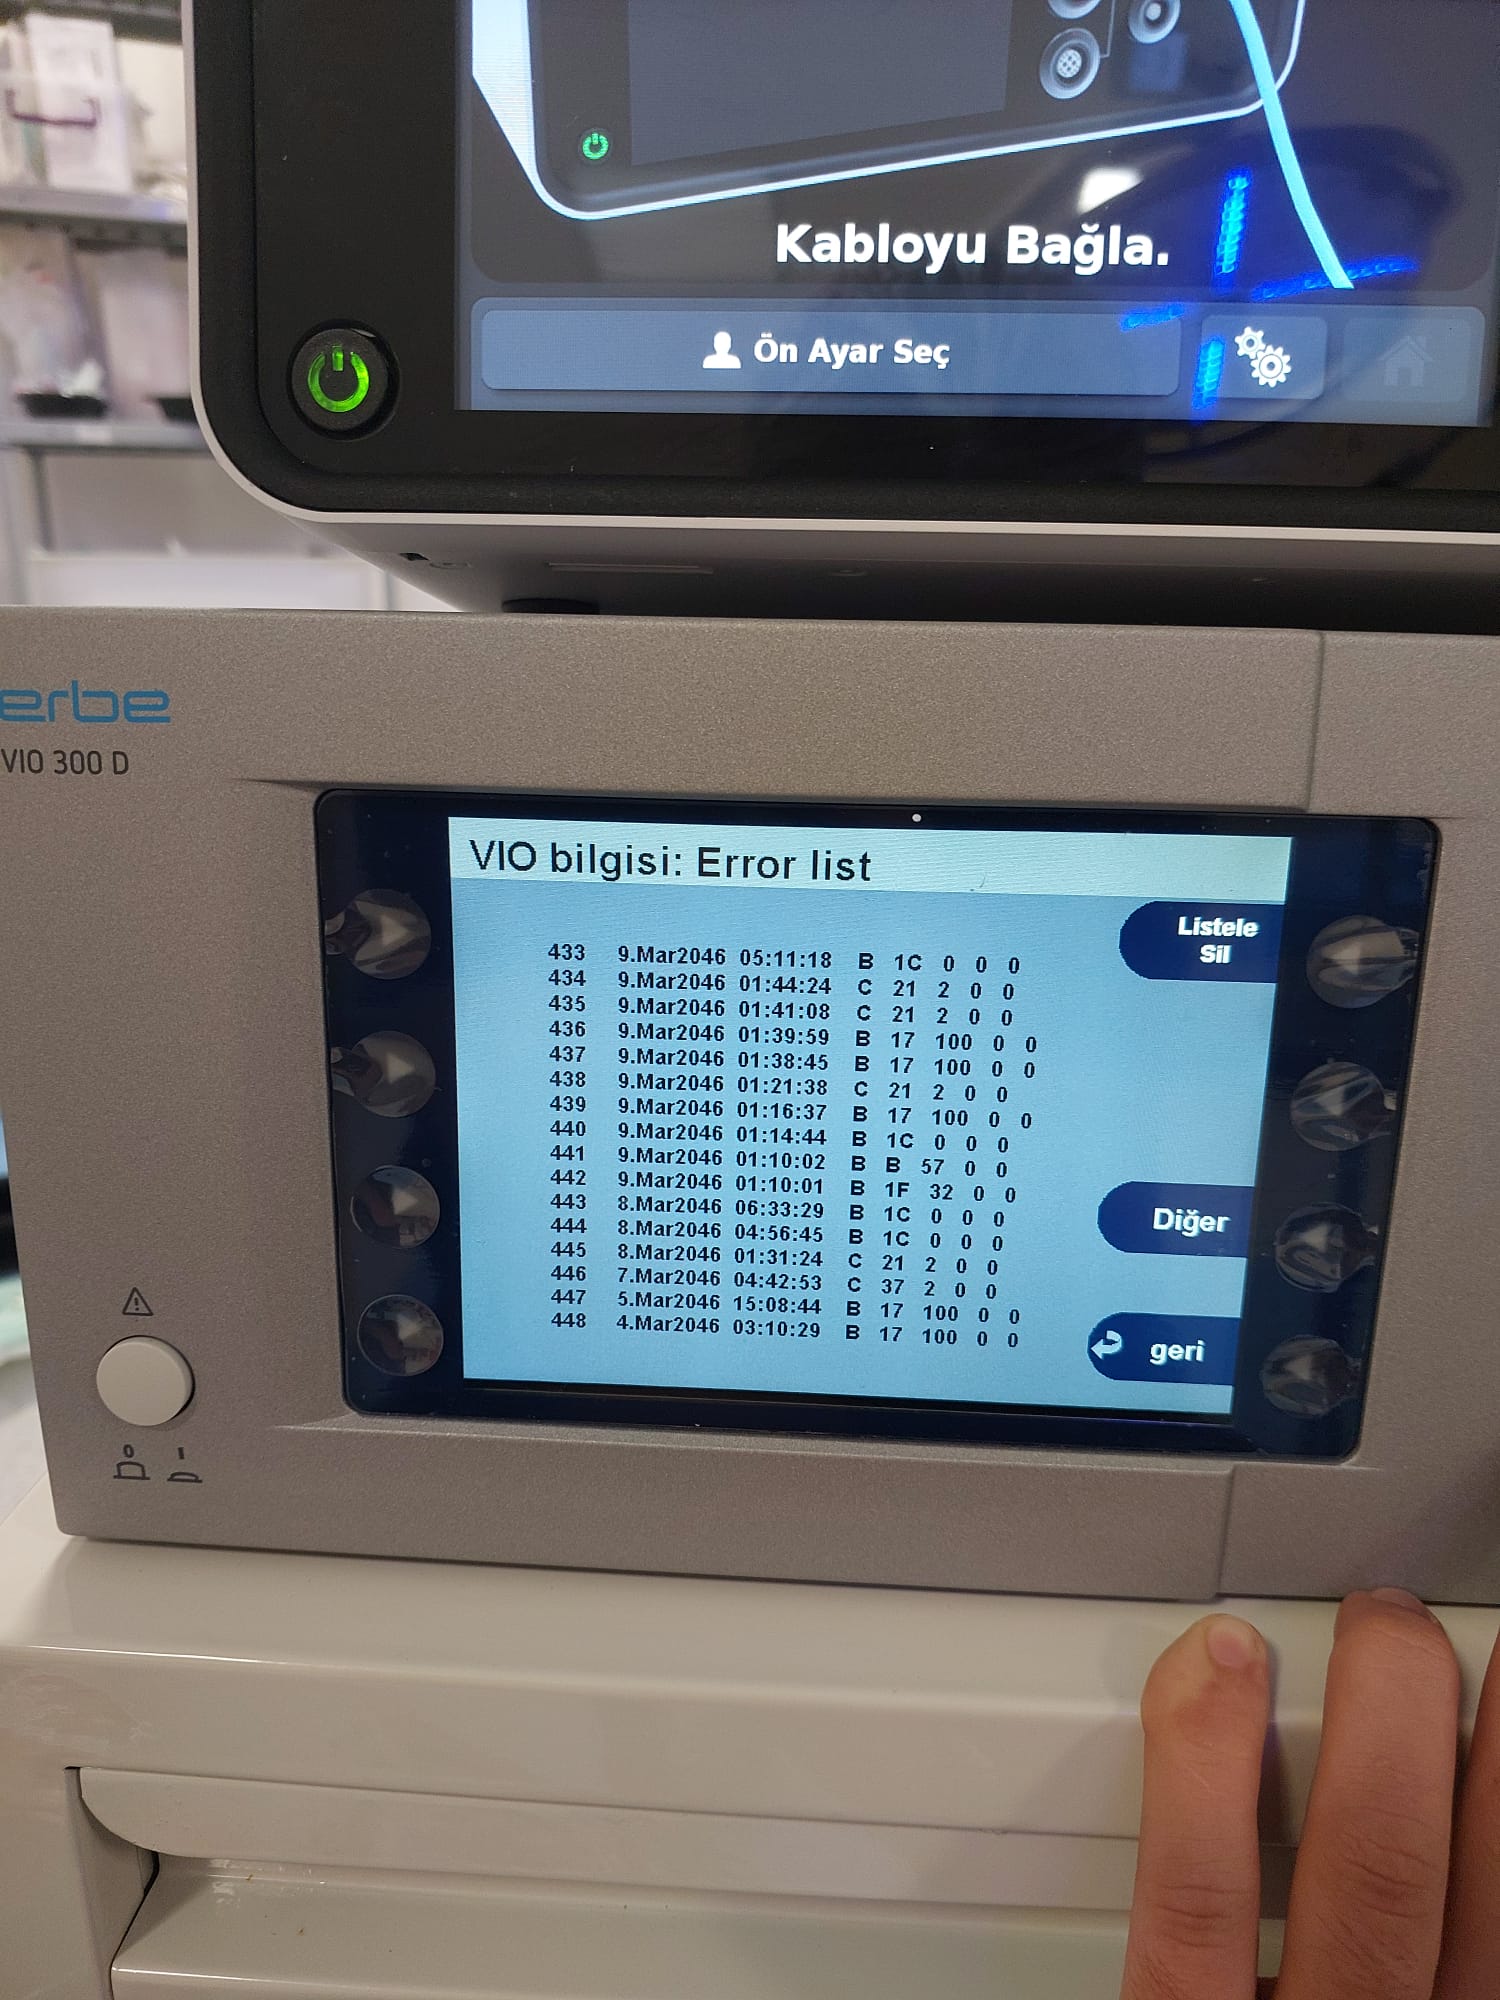 Kabloyu Bağla.
Ön Ayar Seç
erbe
VIO 300 D
VIO bilgisi: Error list
Listele
Sil
433 9.Mar2046 05:11:18 B 1C 0 0 0
434 9.Mar2046 01:44:24 C 21 2 0 0
435 9.Mar2046 01:41:08 C 21 2 0 0
436 9.Mar2046 01:39:59 B 17 100 0 0
437 9.Mar2046 01:38:45 B 17 100 0 0
438 9.Mar2046 01:21:38 C 21 2 0 0
439 9.Mar2046 01:16:37 B 17 100 0 0
440 9.Mar2046 01:14:44 B 1C 0 0 0
441 9.Mar2046 01:10:02 B B 57 0 0
442 9.Mar2046 01:10:01 B 1F 32 0 0
443 8.Mar2046 06:33:29 B 1C 0 0 0
444 8.Mar2046 04:56:45 B 1C 0 0 0
445 8.Mar2046 01:31:24 C 21 2 0 0
446 7.Mar2046 04:42:53 C 37 2 0 0
447 5.Mar2046 15:08:44 B 17 100 0 0
448 4.Mar2046 03:10:29 B 17 100 0 0
Diğer
geri
0 I